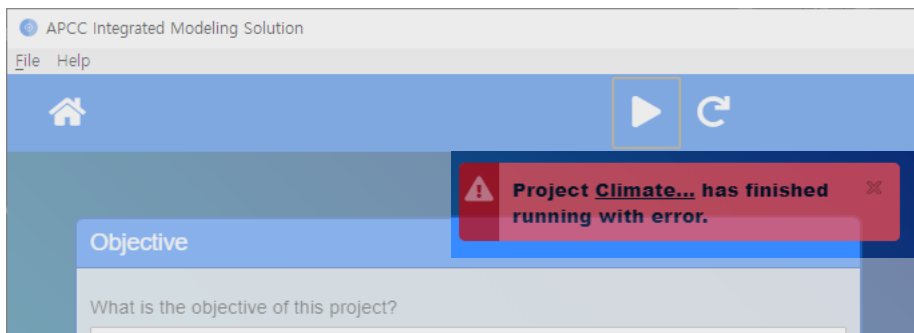 APCC Integrated Modeling Solution
File Help
Project Climate... has finished
running with error.
Objective
What is the objective of this project?